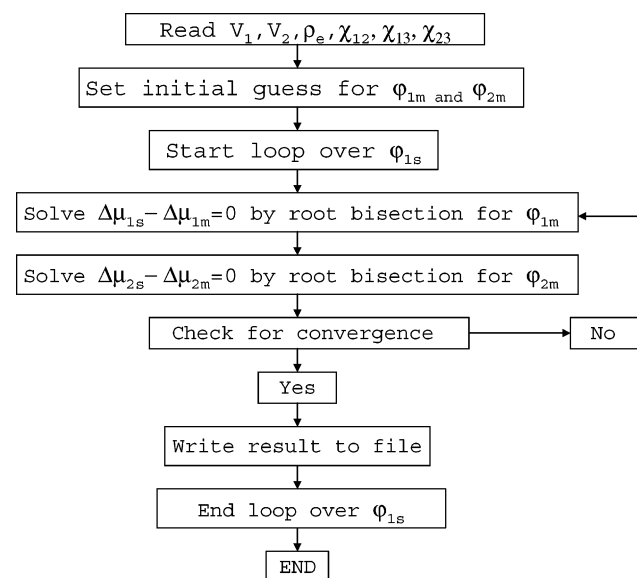 Read V₁,V₂,ρₑ,χ₁₂,χ₁₃,χ₂₃
Set initial guess for φ₁ₘ and φ₂ₘ
Start loop over φ₁ₛ
Solve Δμ₁ₛ−Δμ₁ₘ=0 by root bisection for φ₁ₘ
Solve Δμ₂ₛ−Δμ₂ₘ=0 by root bisection for φ₂ₘ
Check for convergence
No
Yes
Write result to file
End loop over φ₁ₛ
END